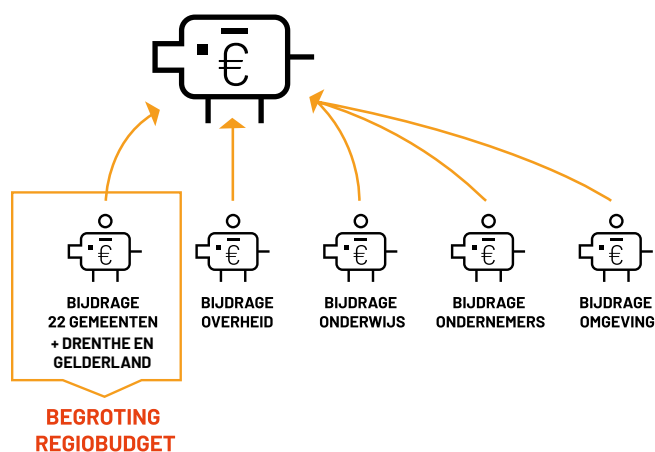 €
€
€
€
€
€
BIJDRAGE
22 GEMEENTEN
+ DRENTHE EN
GELDERLAND
BIJDRAGE
OVERHEID
BIJDRAGE
ONDERWIJS
BIJDRAGE
ONDERNEMERS
BIJDRAGE
OMGEVING
BEGROTING
REGIOBUDGET